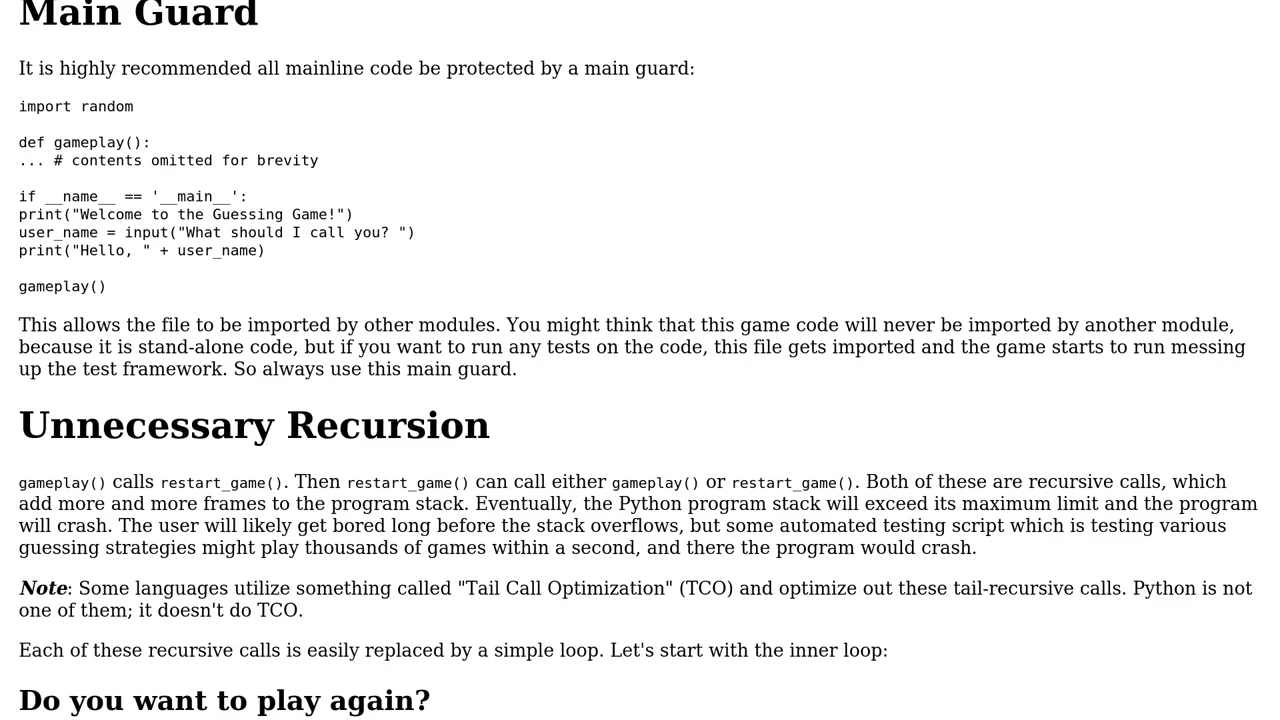 Main Guard
It is highly recommended all mainline code be protected by a main guard:
import random
def gameplay():
... # contents omitted for brevity
if __name__ == '__main__':
print("Welcome to the Guessing Game!")
user_name = input("What should I call you? ")
print("Hello, " + user_name)
gameplay()
This allows the file to be imported by other modules. You might think that this game code will never be imported by another module,
because it is stand-alone code, but if you want to run any tests on the code, this file gets imported and the game starts to run messing
up the test framework. So always use this main guard.
Unnecessary Recursion
gameplay() calls restart_game(). Then restart_game() can call either gameplay() or restart_game(). Both of these are recursive calls, which
add more and more frames to the program stack. Eventually, the Python program stack will exceed its maximum limit and the program
will crash. The user will likely get bored long before the stack overflows, but some automated testing script which is testing various
guessing strategies might play thousands of games within a second, and there the program would crash.
Note: Some languages utilize something called "Tail Call Optimization" (TCO) and optimize out these tail-recursive calls. Python is not
one of them; it doesn't do TCO.
Each of these recursive calls is easily replaced by a simple loop. Let's start with the inner loop:
Do you want to play again?